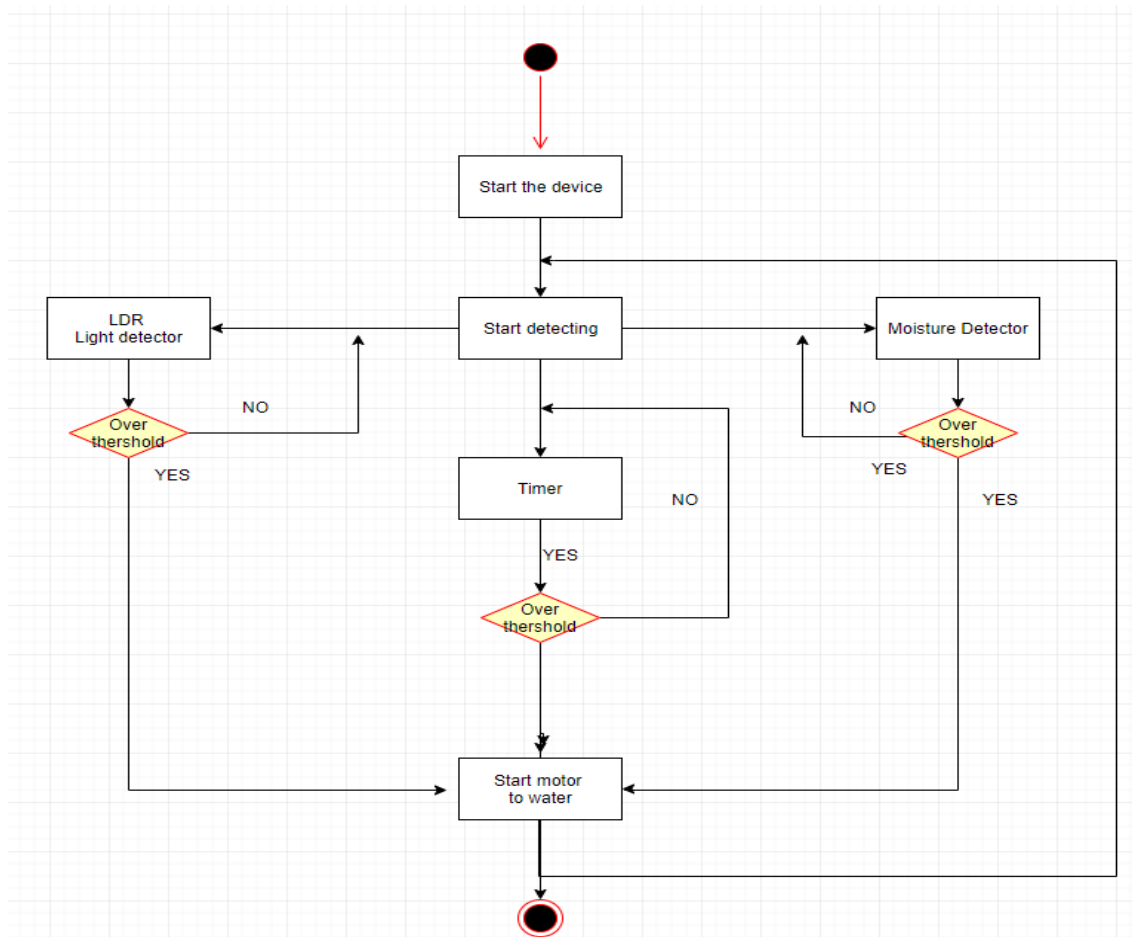 Start the device
LDR
Light detector
Start detecting
Moisture Detector
NO
NO
Over
thershold
Over
thershold
YES
YES
Timer
NO
YES
YES
Over
thershold
Start motor
to water